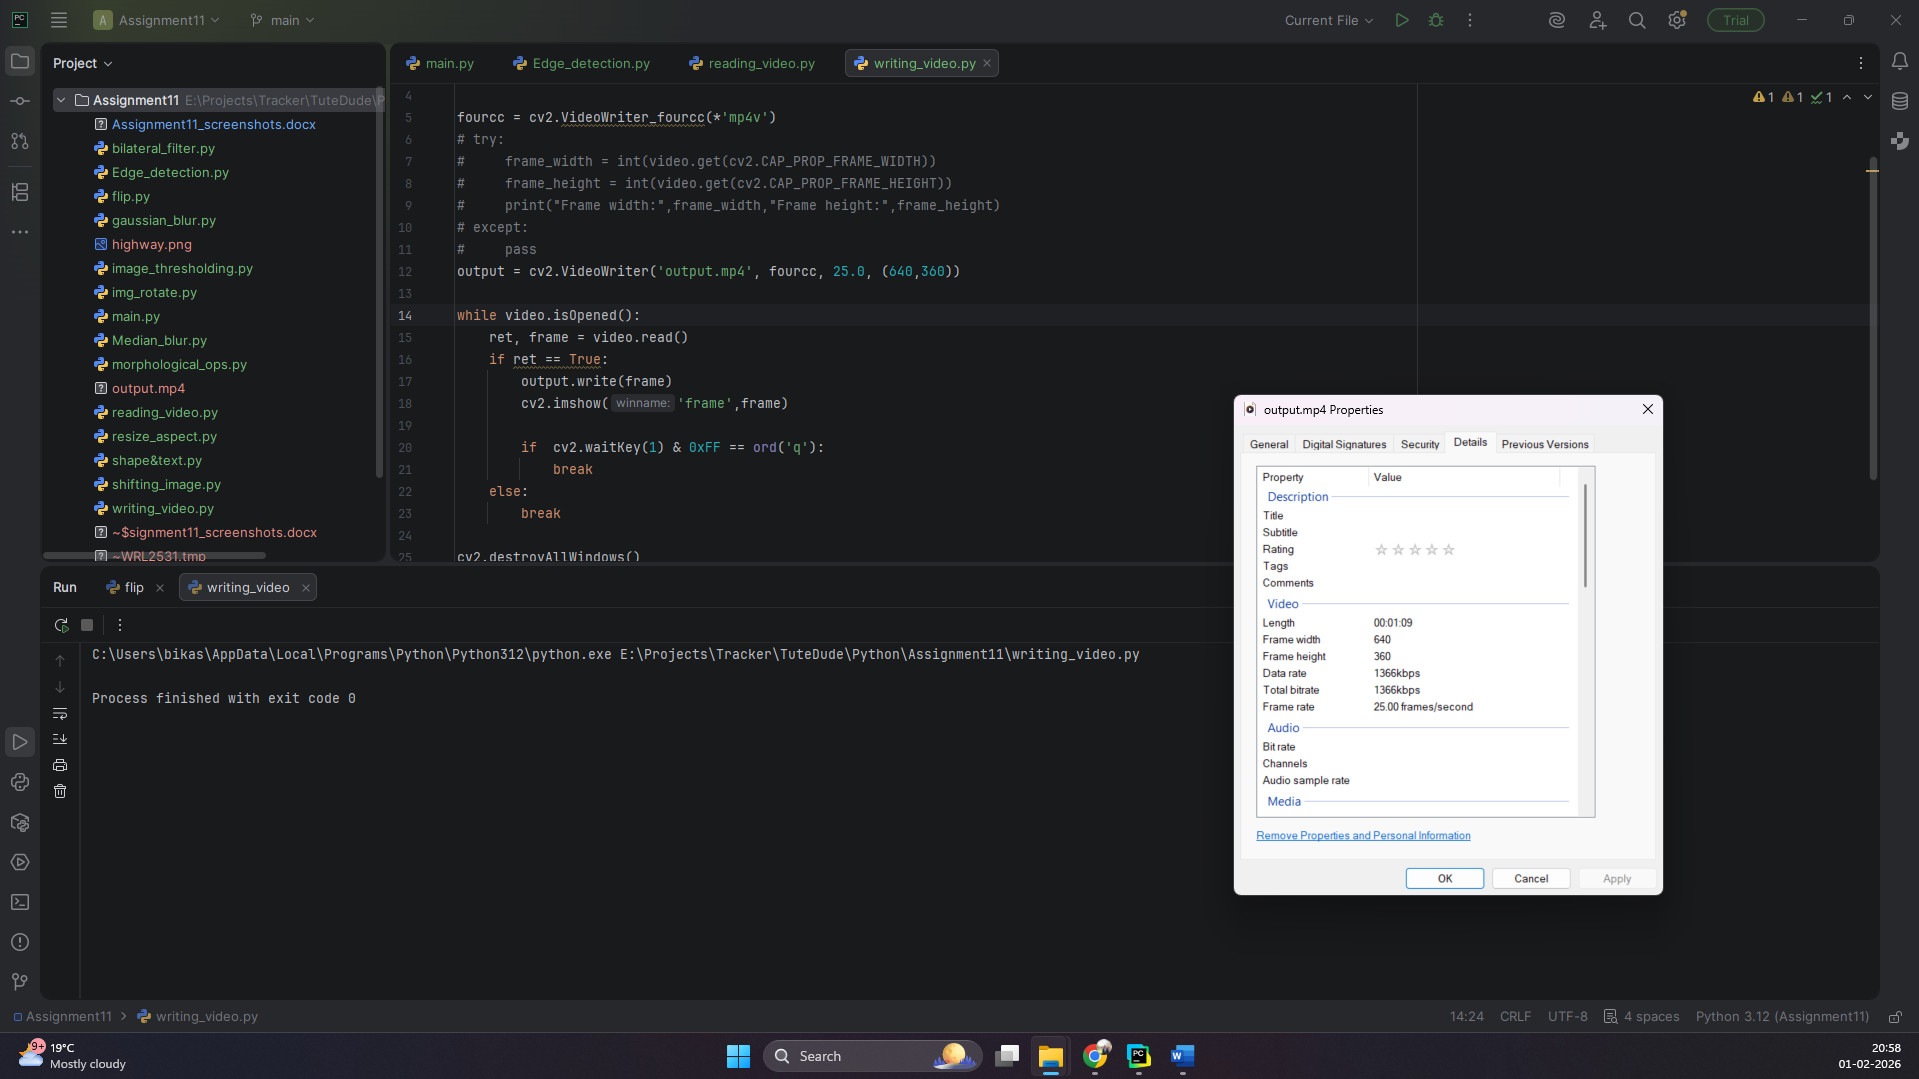 PC
A Assignment11
main
Current File
Trial
Project
main.py
Edge_detection.py
reading_video.py
writing_video.py
Assignment11 E:\Projects\Tracker\TuteDude\P
Assignment11_screenshots.docx
bilateral_filter.py
Edge_detection.py
flip.py
gaussian_blur.py
highway.png
image_thresholding.py
img_rotate.py
main.py
Median_blur.py
morphological_ops.py
output.mp4
reading_video.py
resize_aspect.py
shape&text.py
shifting_image.py
writing_video.py
~$signment11_screenshots.docx
~WRL2531.tmp
1 1 1
4
5 fourcc = cv2.VideoWriter_fourcc(*'mp4v')
6 # try:
7 #     frame_width = int(video.get(cv2.CAP_PROP_FRAME_WIDTH))
8 #     frame_height = int(video.get(cv2.CAP_PROP_FRAME_HEIGHT))
9 #     print("Frame width:",frame_width,"Frame height:",frame_height)
10 # except:
11 #     pass
12 output = cv2.VideoWriter('output.mp4', fourcc, 25.0, (640,360))
13
14 while video.isOpened():
15     ret, frame = video.read()
16     if ret == True:
17         output.write(frame)
18         cv2.imshow( winname: 'frame',frame)
19
20         if  cv2.waitKey(1) & 0xFF == ord('q'):
21             break
22     else:
23         break
24
25 cv2.destroyAllWindows()
Run
flip
writing_video
C:\Users\bikas\AppData\Local\Programs\Python\Python312\python.exe E:\Projects\Tracker\TuteDude\Python\Assignment11\writing_video.py
Process finished with exit code 0
output.mp4 Properties
General Digital Signatures Security Details Previous Versions
Property Value
Description
Title
Subtitle
Rating
Tags
Comments
Video
Length 00:01:09
Frame width 640
Frame height 360
Data rate 1366kbps
Total bitrate 1366kbps
Frame rate 25.00 frames/second
Audio
Bit rate
Channels
Audio sample rate
Media
Remove Properties and Personal Information
OK Cancel Apply
Assignment11 > writing_video.py
14:24 CRLF UTF-8 4 spaces Python 3.12 (Assignment11)
9+
19°C
Mostly cloudy
Search
PC
W
20:58
01-02-2026